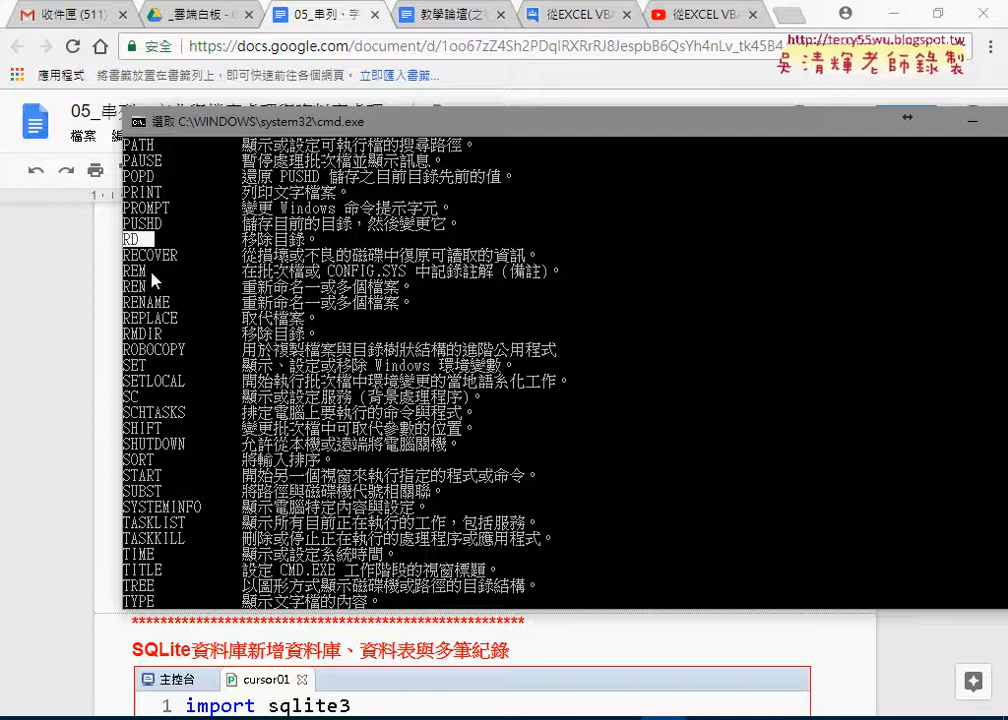 收件匣 (511)
_雲端白板 -
05_串列、字
教學論壇(之
從EXCEL VB
從EXCEL VB
安全 https://docs.google.com/document/d/1oo67zZ4Sh2PDqIRXRrRJ8JespbB6QsYh4nLv_tk45B4
http://terry55wu.blogspot.tw
吳清輝老師錄製
應用程式 將書籤放置在書籤列上，即可快速前往各個網頁。 立即匯入書籤...
檔案
選取 C:\WINDOWS\system32\cmd.exe
PATH 顯示或設定可執行檔的搜尋路徑。
PAUSE 暫停處理批次檔並顯示訊息。
POPD 還原 PUSHD 儲存之目前目錄先前的值。
PRINT 列印文字檔案。
PROMPT 變更 Windows 命令提示字元。
PUSHD 儲存目前的目錄，然後變更它。
RD 移除目錄。
RECOVER 從損壞或不良的磁碟中復原可讀取的資訊。
REM 在批次檔或 CONFIG.SYS 中記錄註解 (備註)。
REN 重新命名一或多個檔案。
RENAME 重新命名一或多個檔案。
REPLACE 取代檔案。
RMDIR 移除目錄。
ROBOCOPY 用於複製檔案與目錄樹狀結構的進階公用程式
SET 顯示、設定或移除 Windows 環境變數。
SETLOCAL 開始執行批次檔中環境變更的當地語系化工作。
SC 顯示或設定服務 (背景處理程序)。
SCHTASKS 排定電腦上要執行的命令與程式。
SHIFT 變更批次檔中可取代參數的位置。
SHUTDOWN 允許從本機或遠端將電腦關機。
SORT 將輸入排序。
START 開始另一個視窗來執行指定的程式或命令。
SUBST 將路徑與磁碟機代號相關聯。
SYSTEMINFO 顯示電腦特定內容與設定。
TASKLIST 顯示所有目前正在執行的工作，包括服務。
TASKKILL 刪除或停止正在執行的處理程序或應用程式。
TIME 顯示或設定系統時間。
TITLE 設定 CMD.EXE 工作階段的視窗標題。
TREE 以圖形方式顯示磁碟機或路徑的目錄結構。
TYPE 顯示文字檔的內容。
*****************************************************
SQLite資料庫新增資料庫、資料表與多筆紀錄
主控台 cursor01
1 import sqlite3